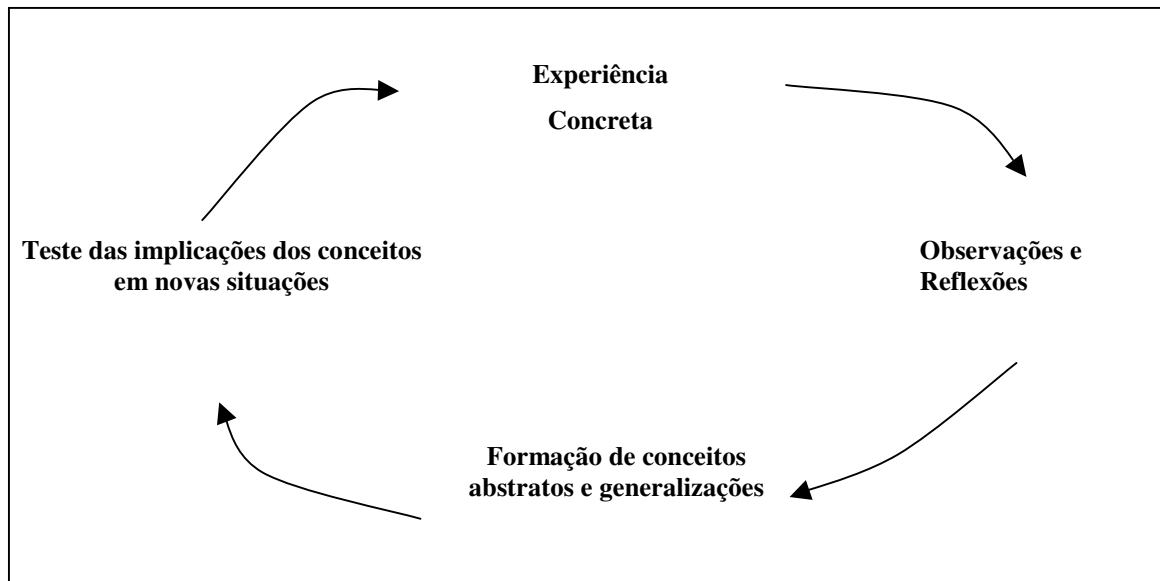 Experiência
Concreta
Teste das implicações dos conceitos
em novas situações
Observações e
Reflexões
Formação de conceitos
abstratos e generalizações